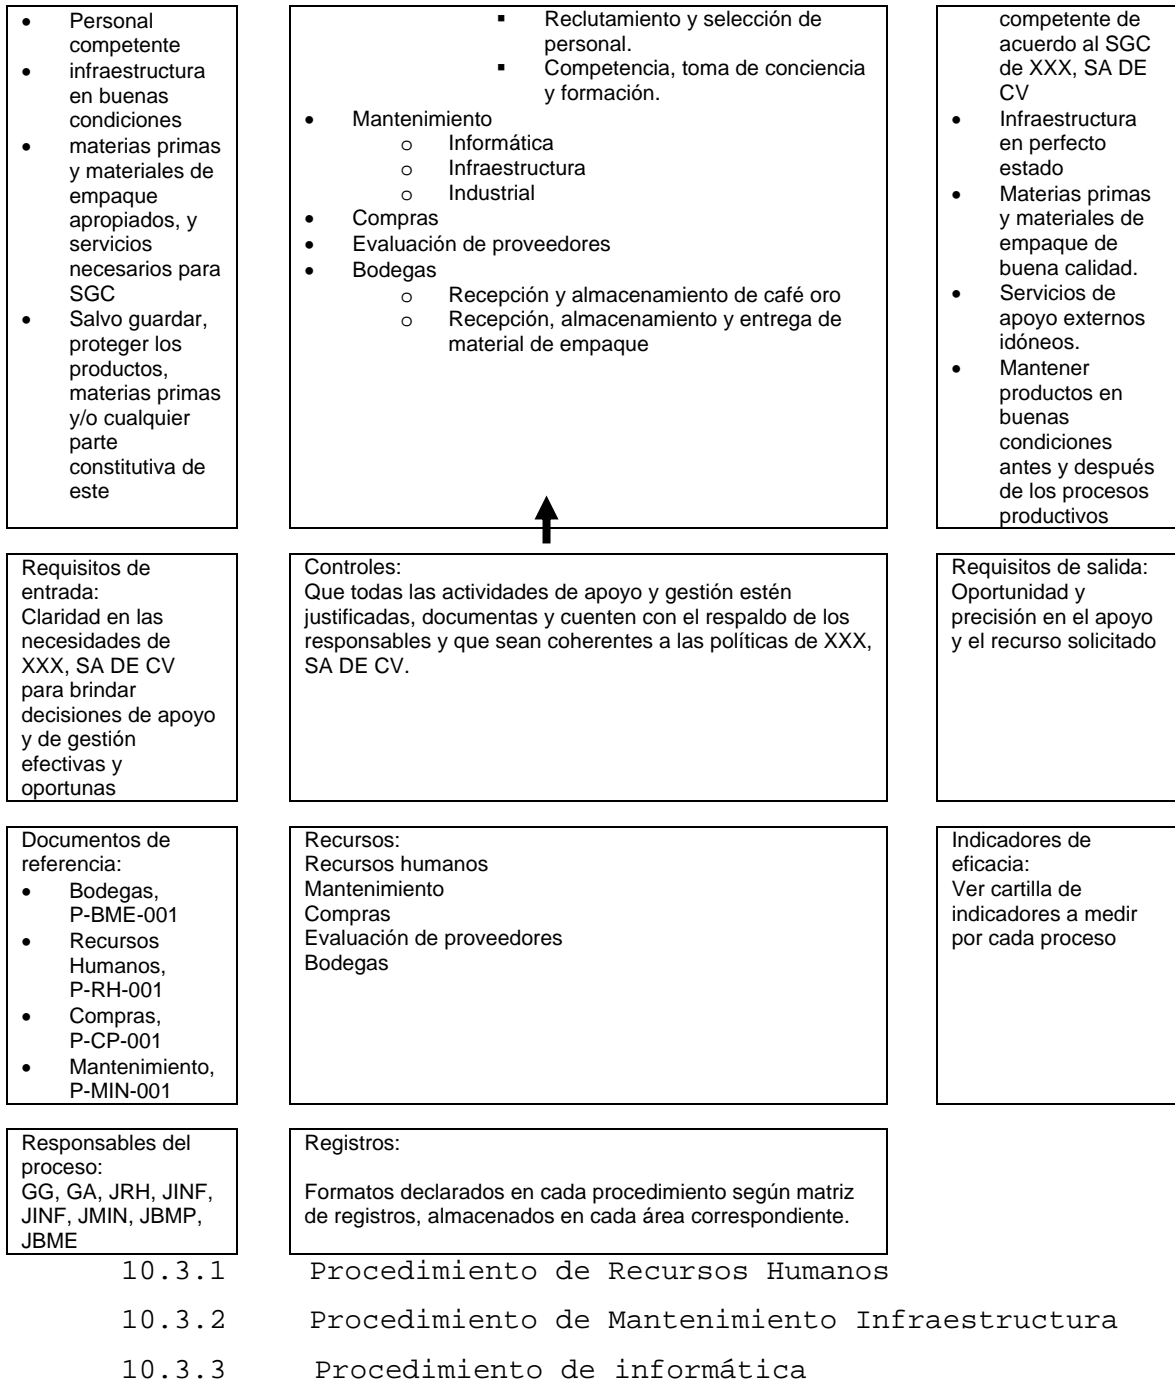 • Personal
competente
• infraestructura
en buenas
condiciones
• materias primas
y materiales de
empaque
apropiados, y
servicios
necesarios para
SGC
• Salvo guardar,
proteger los
productos,
materias primas
y/o cualquier
parte
constitutiva de
este
▪ Reclutamiento y selección de
personal.
▪ Competencia, toma de conciencia
y formación.
• Mantenimiento
o Informática
o Infraestructura
o Industrial
• Compras
• Evaluación de proveedores
• Bodegas
o Recepción y almacenamiento de café oro
o Recepción, almacenamiento y entrega de
material de empaque
competente de
acuerdo al SGC
de XXX, SA DE
CV
• Infraestructura
en perfecto
estado
• Materias primas
y materiales de
empaque de
buena calidad.
• Servicios de
apoyo externos
idóneos.
• Mantener
productos en
buenas
condiciones
antes y después
de los procesos
productivos
Requisitos de
entrada:
Claridad en las
necesidades de
XXX, SA DE CV
para brindar
decisiones de apoyo
y de gestión
efectivas y
oportunas
Controles:
Que todas las actividades de apoyo y gestión estén
justificadas, documentas y cuenten con el respaldo de los
responsables y que sean coherentes a las políticas de XXX,
SA DE CV.
Requisitos de salida:
Oportunidad y
precisión en el apoyo
y el recurso solicitado
Documentos de
referencia:
• Bodegas,
P-BME-001
• Recursos
Humanos,
P-RH-001
• Compras,
P-CP-001
• Mantenimiento,
P-MIN-001
Recursos:
Recursos humanos
Mantenimiento
Compras
Evaluación de proveedores
Bodegas
Indicadores de
eficacia:
Ver cartilla de
indicadores a medir
por cada proceso
Responsables del
proceso:
GG, GA, JRH, JINF,
JINF, JMIN, JBMP,
JBME
Registros:
Formatos declarados en cada procedimiento según matriz
de registros, almacenados en cada área correspondiente.
10.3.1 Procedimiento de Recursos Humanos
10.3.2 Procedimiento de Mantenimiento Infraestructura
10.3.3 Procedimiento de informática